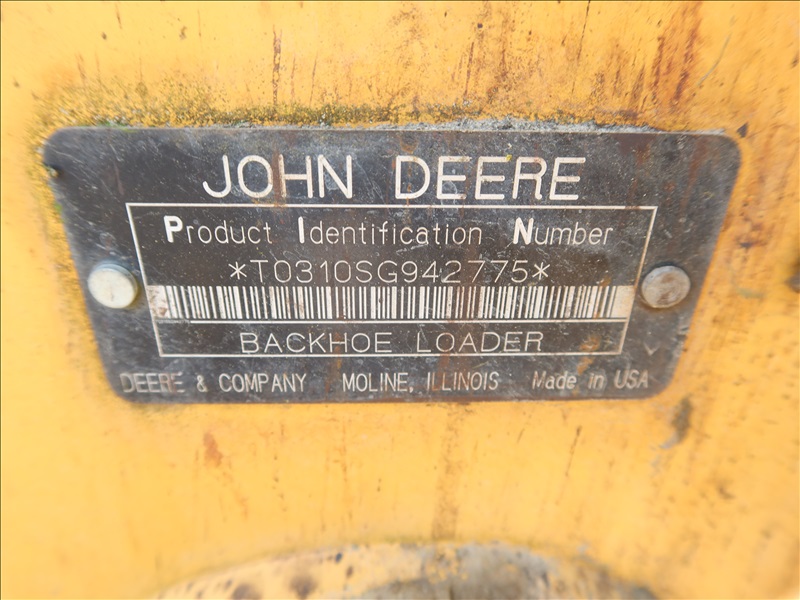 JOHN DEERE
Product Identification Number
*T0310SG942775*
BACKHOE LOADER
DEERE & COMPANY MOLINE, ILLINOIS Made in USA